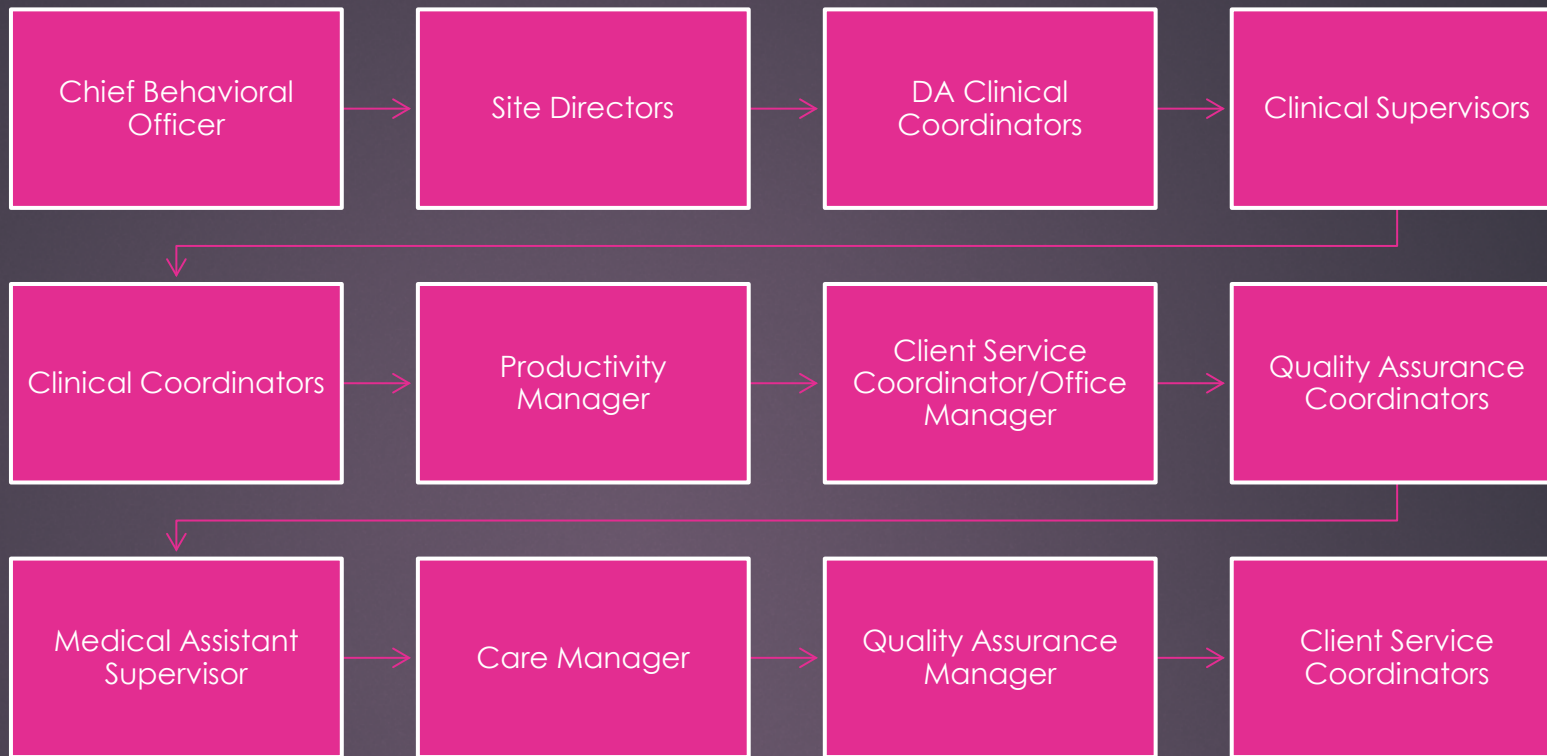 Chief Behavioral
Officer
Site Directors
DA Clinical
Coordinators
Clinical Supervisors
Clinical Coordinators
Productivity
Manager
Client Service
Coordinator/Office
Manager
Quality Assurance
Coordinators
Medical Assistant
Supervisor
Care Manager
Quality Assurance
Manager
Client Service
Coordinators